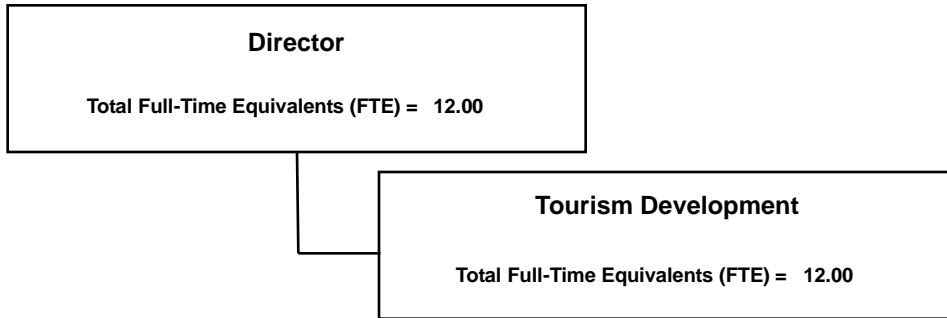 Director
Total Full-Time Equivalents (FTE) = 12.00
Tourism Development
Total Full-Time Equivalents (FTE) = 12.00